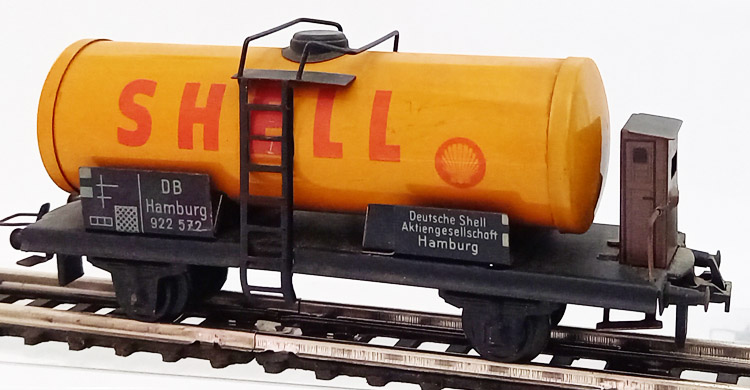 SHELL
DB
Hamburg
922 572
Deutsche Shell
Aktiengesellschaft
Hamburg